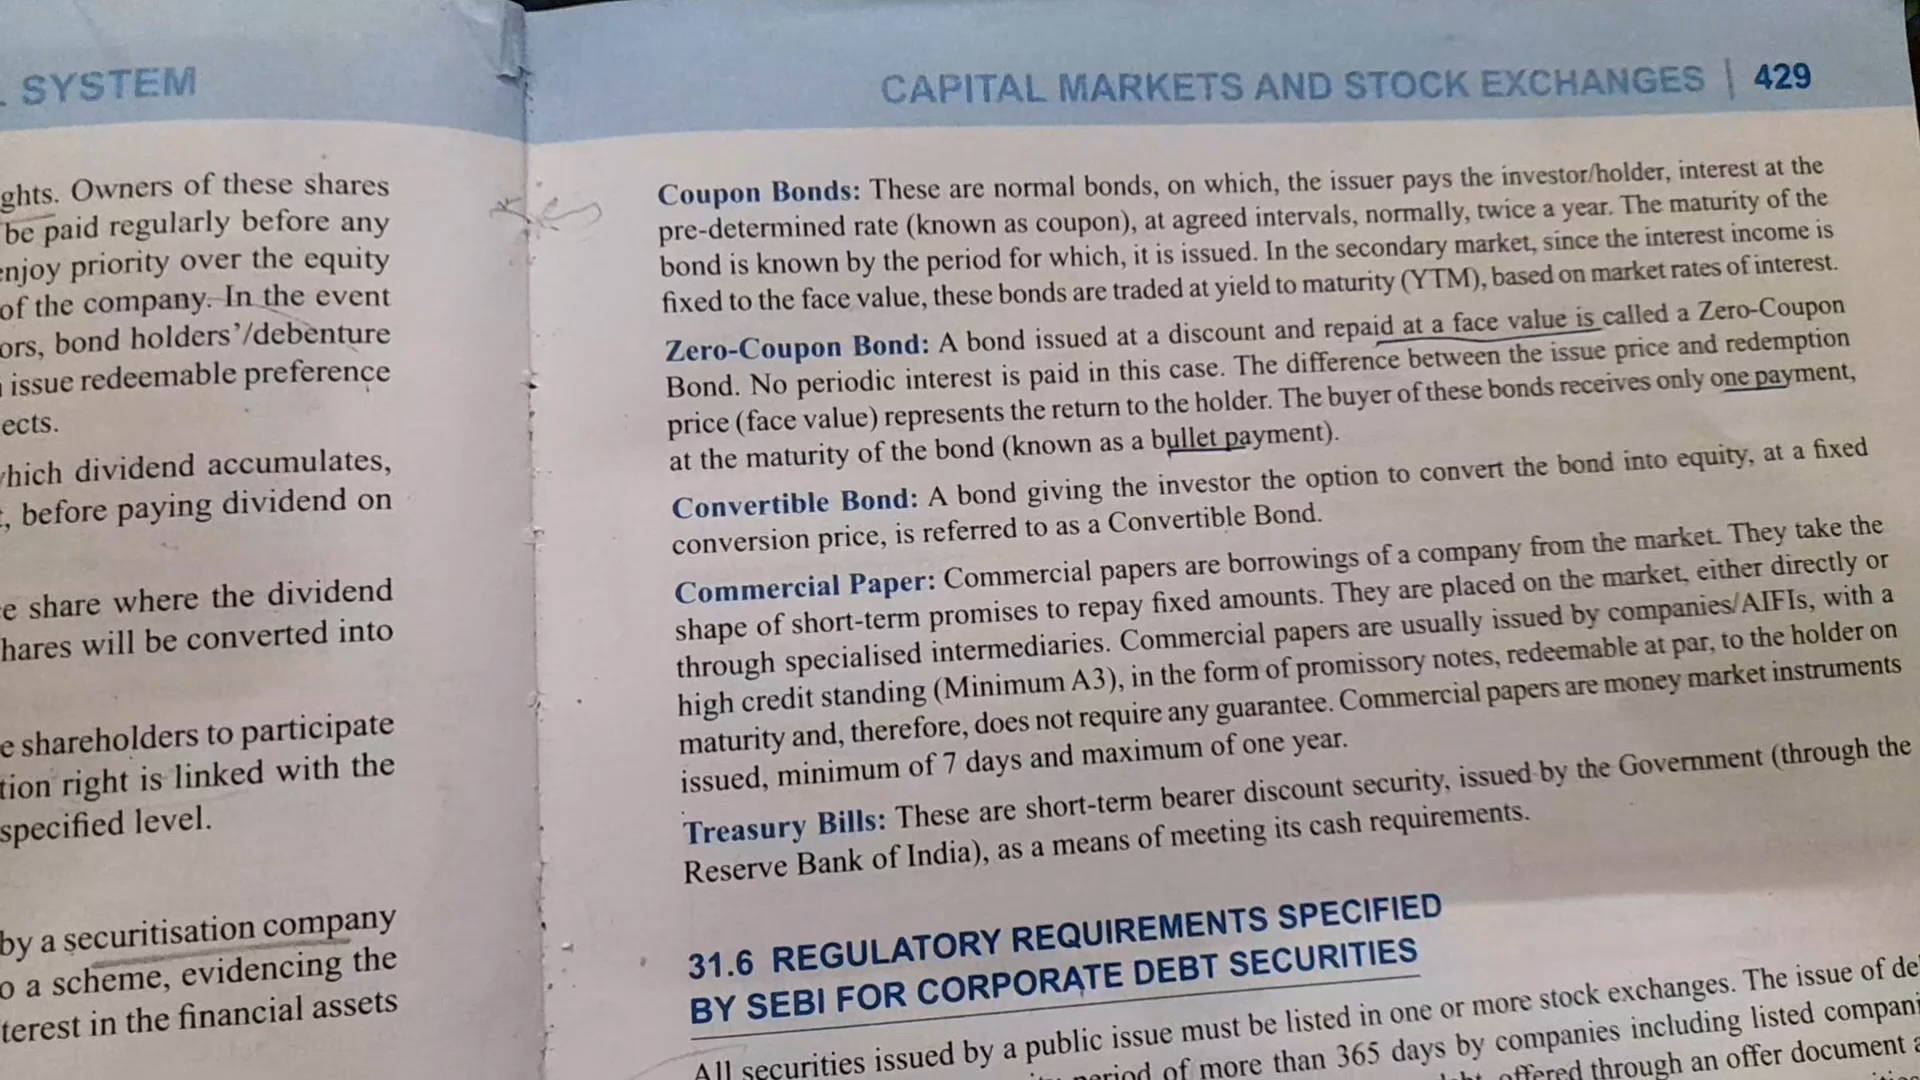 SYSTEM
ghts. Owners of these shares
be paid regularly before any
enjoy priority over the equity
of the company. In the event
ors, bond holders'/debenture
issue redeemable preference
ects.
which dividend accumulates,
, before paying dividend on
e share where the dividend
hares will be converted into
e shareholders to participate
tion right is linked with the
specified level.
by a securitisation company
o a scheme, evidencing the
terest in the financial assets
CAPITAL MARKETS AND STOCK EXCHANGES | 429
Coupon Bonds: These are normal bonds, on which, the issuer pays the investor/holder, interest at the
pre-determined rate (known as coupon), at agreed intervals, normally, twice a year. The maturity of the
bond is known by the period for which, it is issued. In the secondary market, since the interest income is
fixed to the face value, these bonds are traded at yield to maturity (YTM), based on market rates of interest.
Zero-Coupon Bond: A bond issued at a discount and repaid at a face value is called a Zero-Coupon
Bond. No periodic interest is paid in this case. The difference between the issue price and redemption
price (face value) represents the return to the holder. The buyer of these bonds receives only one payment,
at the maturity of the bond (known as a bullet payment).
Convertible Bond: A bond giving the investor the option to convert the bond into equity, at a fixed
conversion price, is referred to as a Convertible Bond.
Commercial Paper: Commercial papers are borrowings of a company from the market. They take the
shape of short-term promises to repay fixed amounts. They are placed on the market, either directly or
through specialised intermediaries. Commercial papers are usually issued by companies/AIFIs, with a
high credit standing (Minimum A3), in the form of promissory notes, redeemable at par, to the holder on
maturity and, therefore, does not require any guarantee. Commercial papers are money market instruments
issued, minimum of 7 days and maximum of one year.
Treasury Bills: These are short-term bearer discount security, issued by the Government (through the
Reserve Bank of India), as a means of meeting its cash requirements.
31.6 REGULATORY REQUIREMENTS SPECIFIED
BY SEBI FOR CORPORATE DEBT SECURITIES
All securities issued by a public issue must be listed in one or more stock exchanges. The issue of de
period of more than 365 days by companies including listed compani
offered through an offer document a